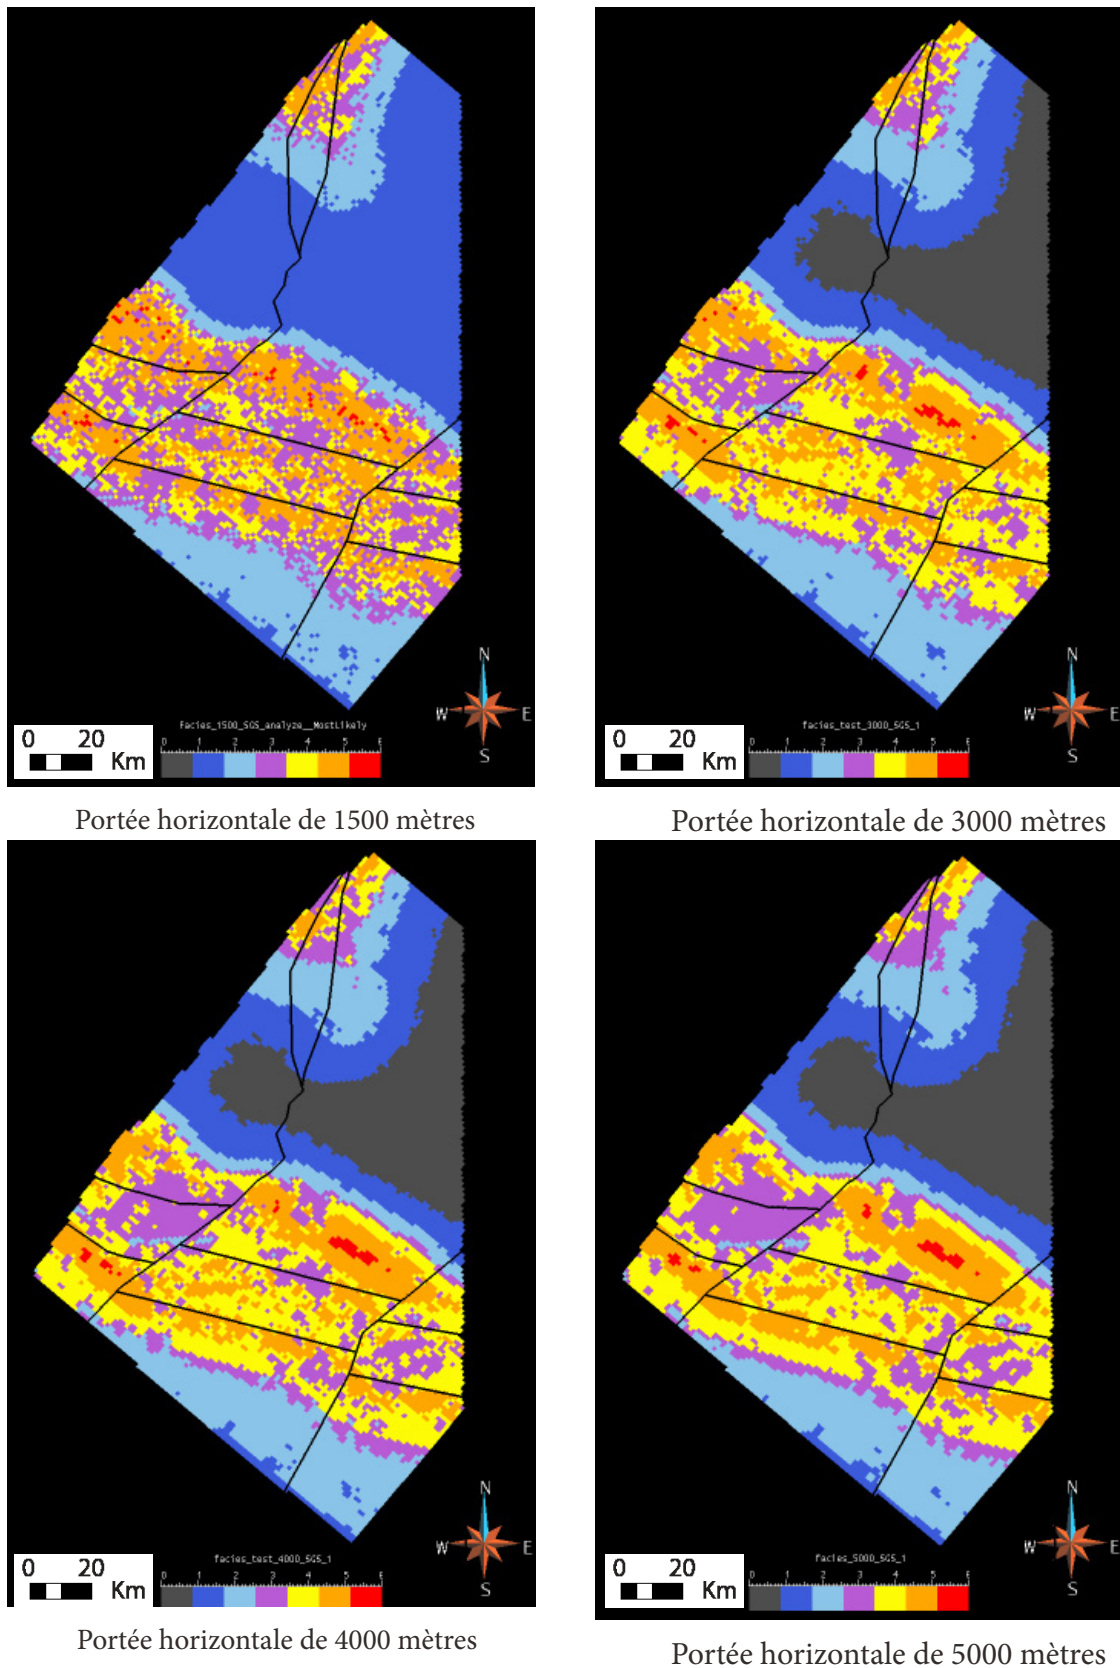 N
W E
S
Facies_1500_SGS_analyze__MostLikely
0 1 2 3 4 5 6
0 20
Km
Portée horizontale de 1500 mètres
N
W E
S
facies_test_3000_SGS_1
0 1 2 3 4 5 6
0 20
Km
Portée horizontale de 3000 mètres
N
W E
S
facies_test_4000_SGS_1
0 1 2 3 4 5 6
0 20
Km
Portée horizontale de 4000 mètres
N
W E
S
facies_5000_SGS_1
0 1 2 3 4 5 6
0 20
Km
Portée horizontale de 5000 mètres